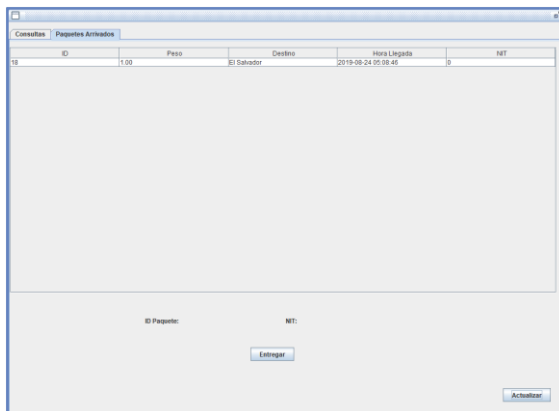 Consultas Paquetes Arrivados
ID Peso Destino Hora Llegada NIT
18 1.00 El Salvador 2019-08-24 05:08:46 0
ID Paquete: NIT:
Entregar
Actualizar